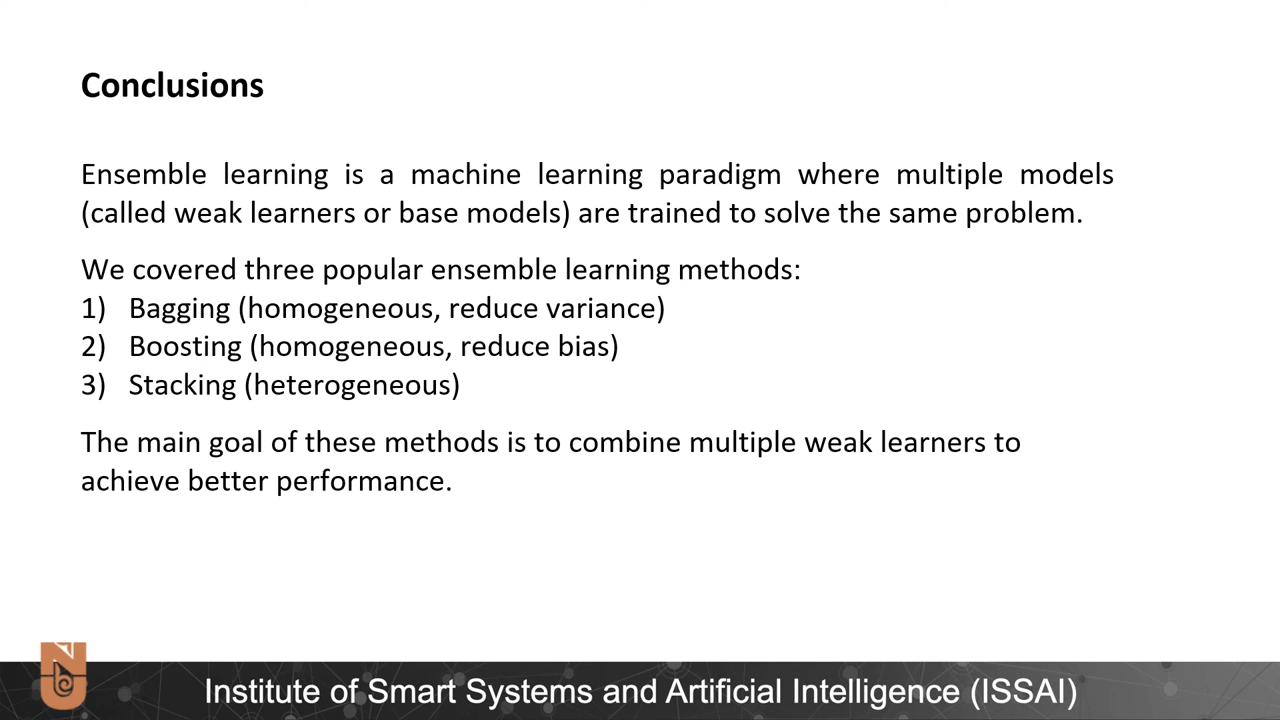 Conclusions
Ensemble learning is a machine learning paradigm where multiple models
(called weak learners or base models) are trained to solve the same problem.
We covered three popular ensemble learning methods:
1) Bagging (homogeneous, reduce variance)
2) Boosting (homogeneous, reduce bias)
3) Stacking (heterogeneous)
The main goal of these methods is to combine multiple weak learners to
achieve better performance.
Institute of Smart Systems and Artificial Intelligence (ISSAI)